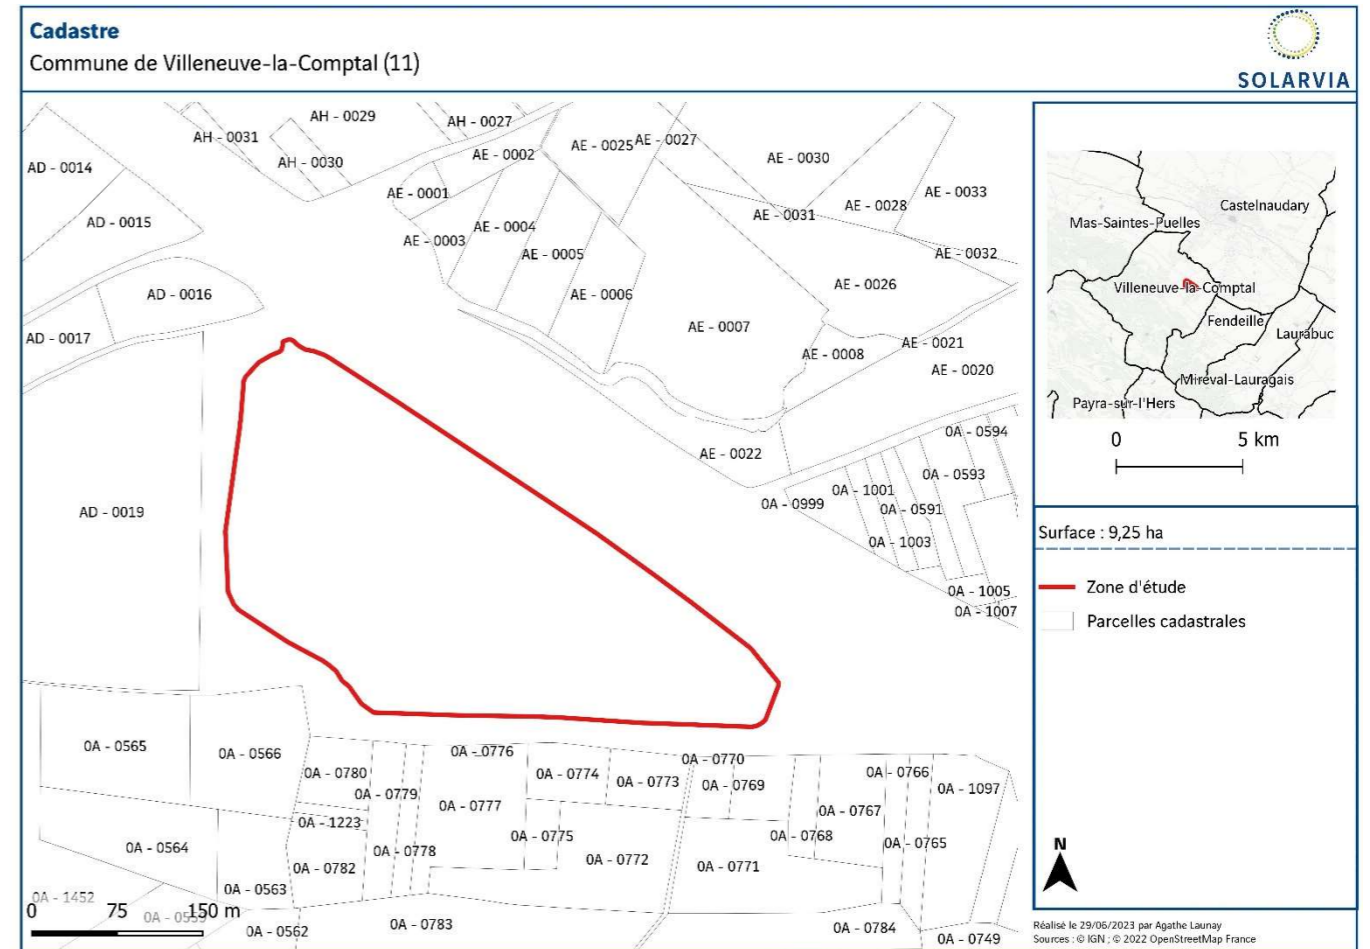 Cadastre
Commune de Villeneuve-la-Comptal (11)
SOLARVIA
AH - 0029
AH - 0027
AH - 0031
AH - 0030
AE - 0002
AE - 0025
AE - 0027
AE - 0030
AD - 0014
AE - 0001
AE - 0033
AE - 0028
AE - 0031
AD - 0015
AE - 0004
AE - 0003
AE - 0005
AE - 0032
AE - 0026
AD - 0016
AE - 0006
AE - 0007
AD - 0017
AE - 0008
AE - 0021
AE - 0020
0A - 0594
AE - 0022
0A - 0593
0A - 1001
0A - 0999
0A - 0591
AD - 0019
0A - 1003
0A - 1005
0A - 1007
0A - 0565
0A - 0566
0A - 0776
0A - 0770
0A - 0780
0A - 0774
0A - 0773
0A - 0769
0A - 0766
0A - 1097
0A - 0779
0A - 0777
0A - 0767
0A - 1223
0A - 0775
0A - 0768
0A - 0765
0A - 0564
0A - 0778
0A - 0772
0A - 0771
0A - 0782
0A - 0563
0A - 1452
0A - 0783
0A - 0562
0A - 0784
0A - 0749
0 75 150 m
Castelnaudary
Mas-Saintes-Puelles
Villeneuve-la-Comptal
Fendeille
Laurabuc
Mireval-Lauragais
Payra-sur-l'Hers
0 5 km
Surface : 9,25 ha
Zone d'étude
Parcelles cadastrales
N
Réalisé le 29/06/2023 par Agathe Launay
Sources : © IGN ; © 2022 OpenStreetMap France